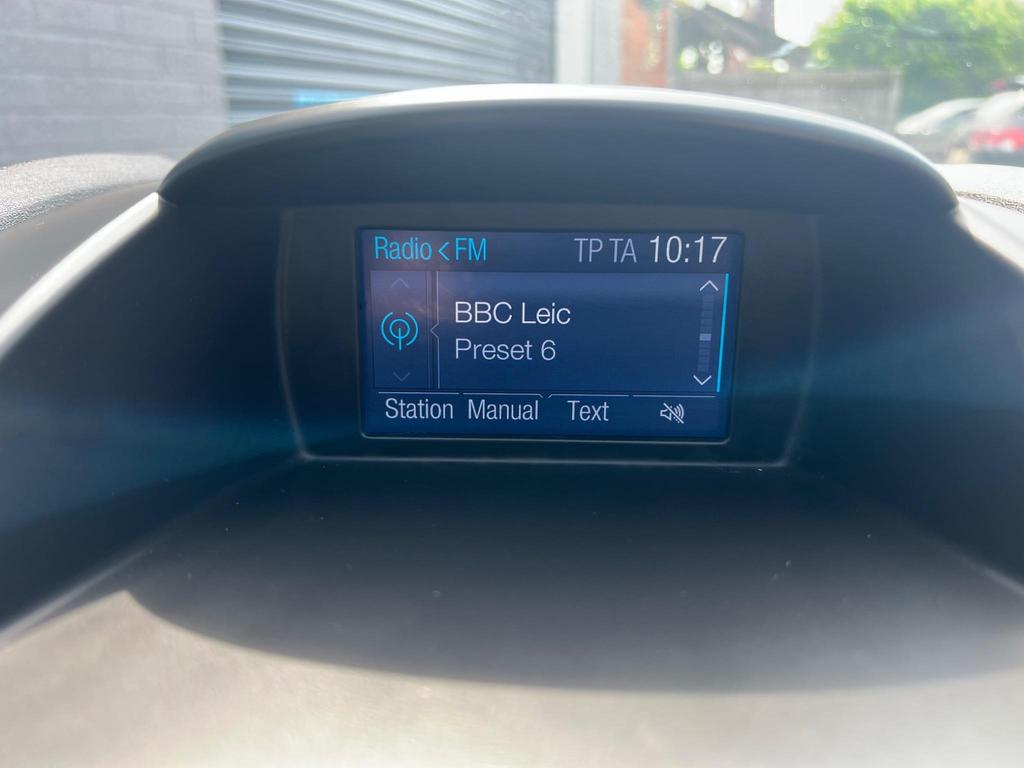 Radio < FM TP TA 10:17
BBC Leic
Preset 6
Station Manual Text